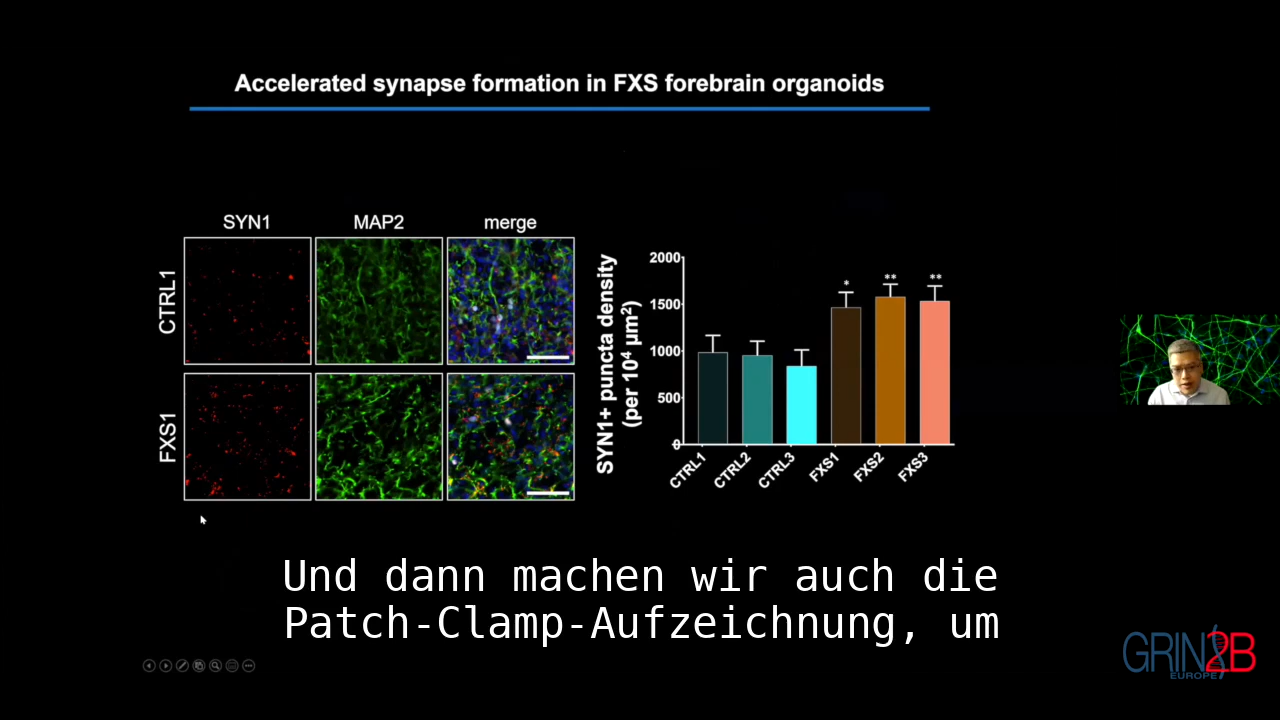 Accelerated synapse formation in FXS forebrain organoids
SYN1
MAP2
merge
CTRL1
FXS1
SYN1+ puncta density
(per 10⁴ µm²)
2000
1500
1000
500
0
*
**
**
CTRL1
CTRL2
CTRL3
FXS1
FXS2
FXS3
Und dann machen wir auch die
Patch-Clamp-Aufzeichnung, um
GRIN2B
EUROPE